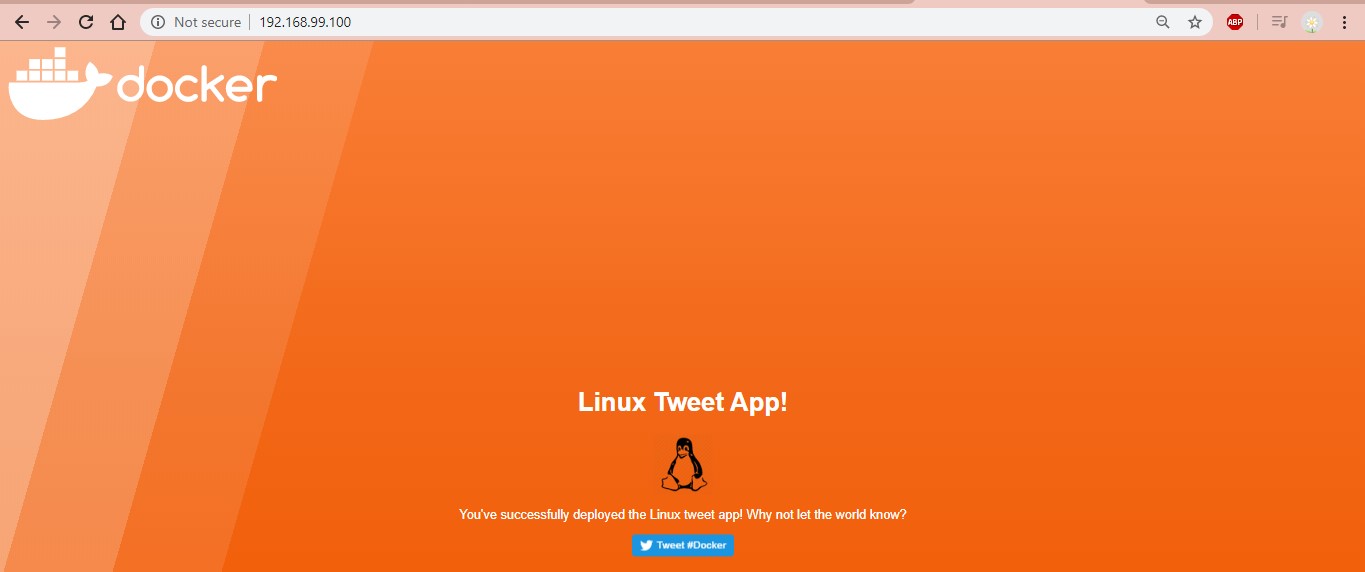 Not secure
192.168.99.100
ABP
docker
Linux Tweet App!
You've successfully deployed the Linux tweet app! Why not let the world know?
Tweet #Docker